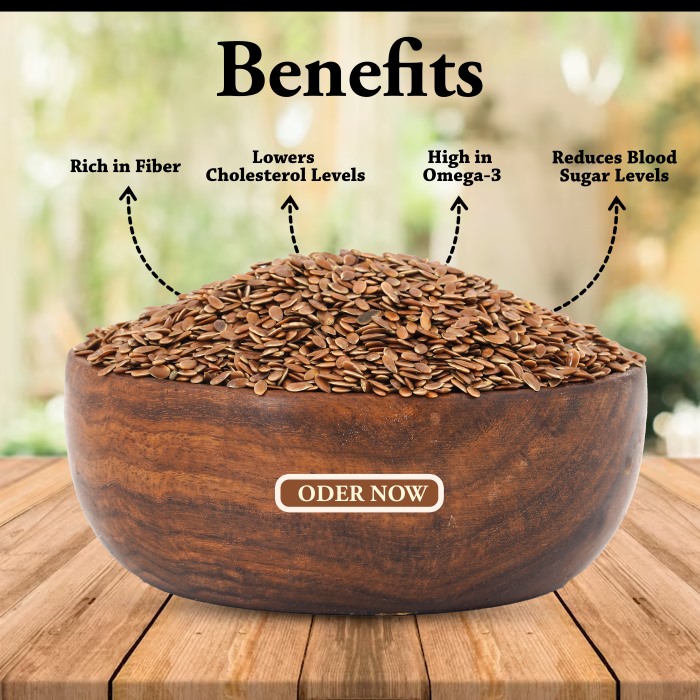 Benefits
Rich in Fiber
Lowers
Cholesterol Levels
High in
Omega-3
Reduces Blood
Sugar Levels
ODER NOW